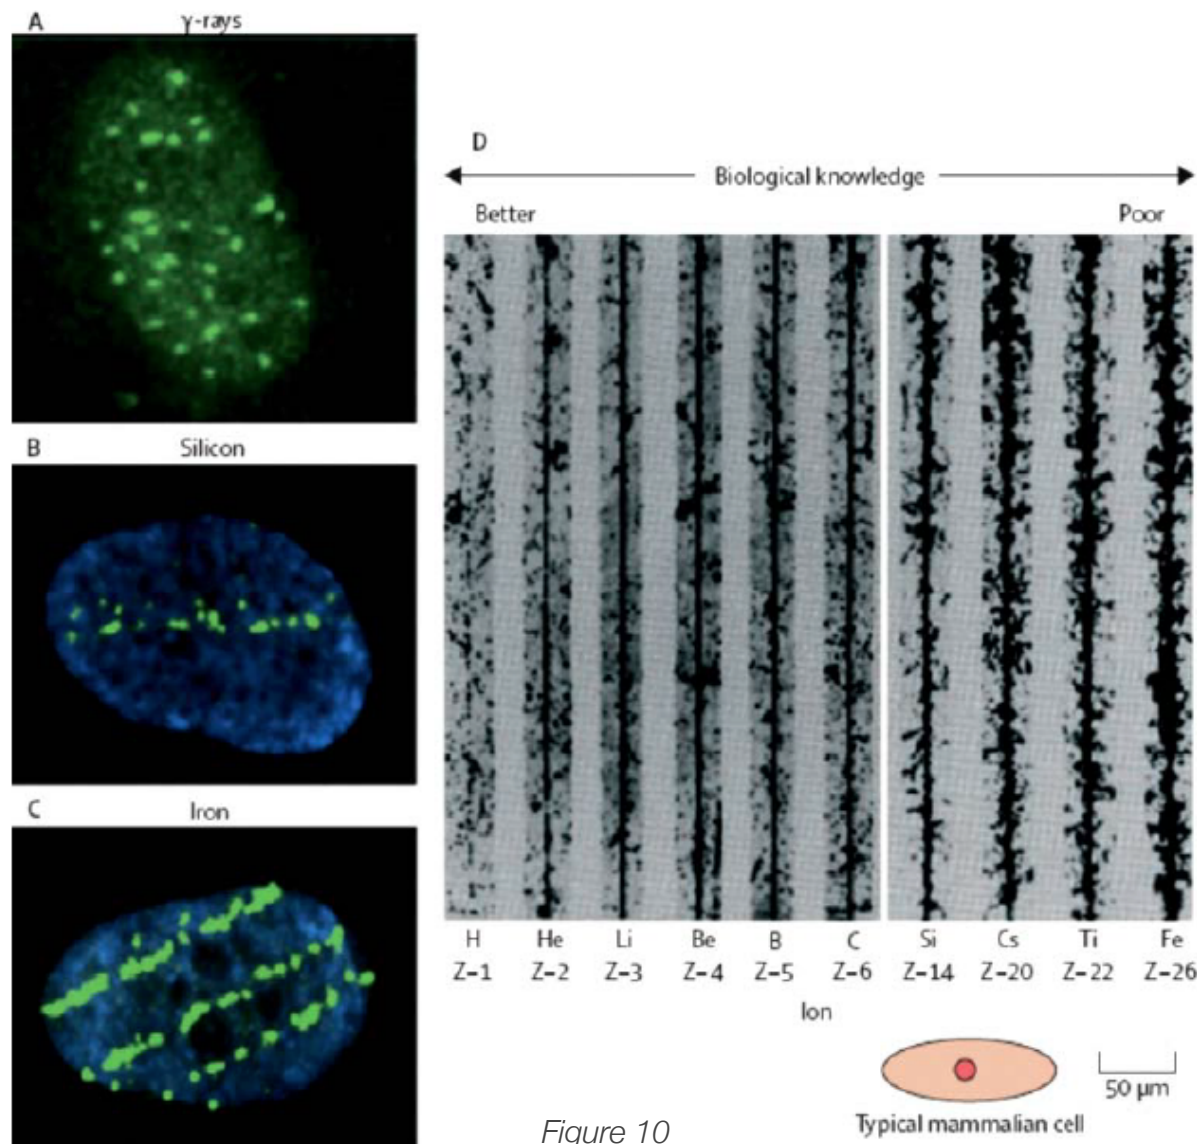 A
γ-rays
B
Silicon
C
Iron
D
Biological knowledge
Better
Poor
H He Li Be B C Si Cs Ti Fe
Z-1 Z-2 Z-3 Z-4 Z-5 Z-6 Z-14 Z-20 Z-22 Z-26
Ion
50 µm
Typical mammalian cell
Figure 10